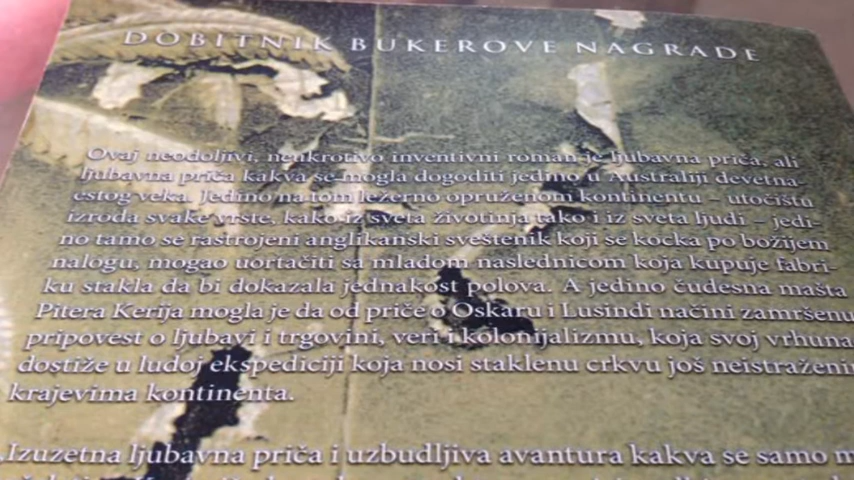 DOBITNIK BUKEROVE NAGRADE
Ovaj neodoljivi, neukrotivo inventivni roman je ljubavna priča, ali
ljubavna priča kakva se mogla dogoditi jedino u Australiji devetna-
estog veka. Jedino na tom ležerno opruženom kontinentu – utočištu
izroda svake vrste, kako iz sveta životinja tako i iz sveta ljudi – jedi-
no tamo se rastrojeni anglikanski sveštenik koji se kocka po božijem
nalogu, mogao uortačiti sa mladom naslednicom koja kupuje fabri-
ku stakla da bi dokazala jednakost polova. A jedino čudesna mašta
Pitera Kerija mogla je da od priče o Oskaru i Lusindi načini zamršenu
pripovest o ljubavi i trgovini, veri i kolonijalizmu, koja svoj vrhuna
dostiže u ludoj ekspediciji koja nosi staklenu crkvu još neistraženi
krajevima kontinenta.
„Izuzetna ljubavna priča i uzbudljiva avantura kakva se samo